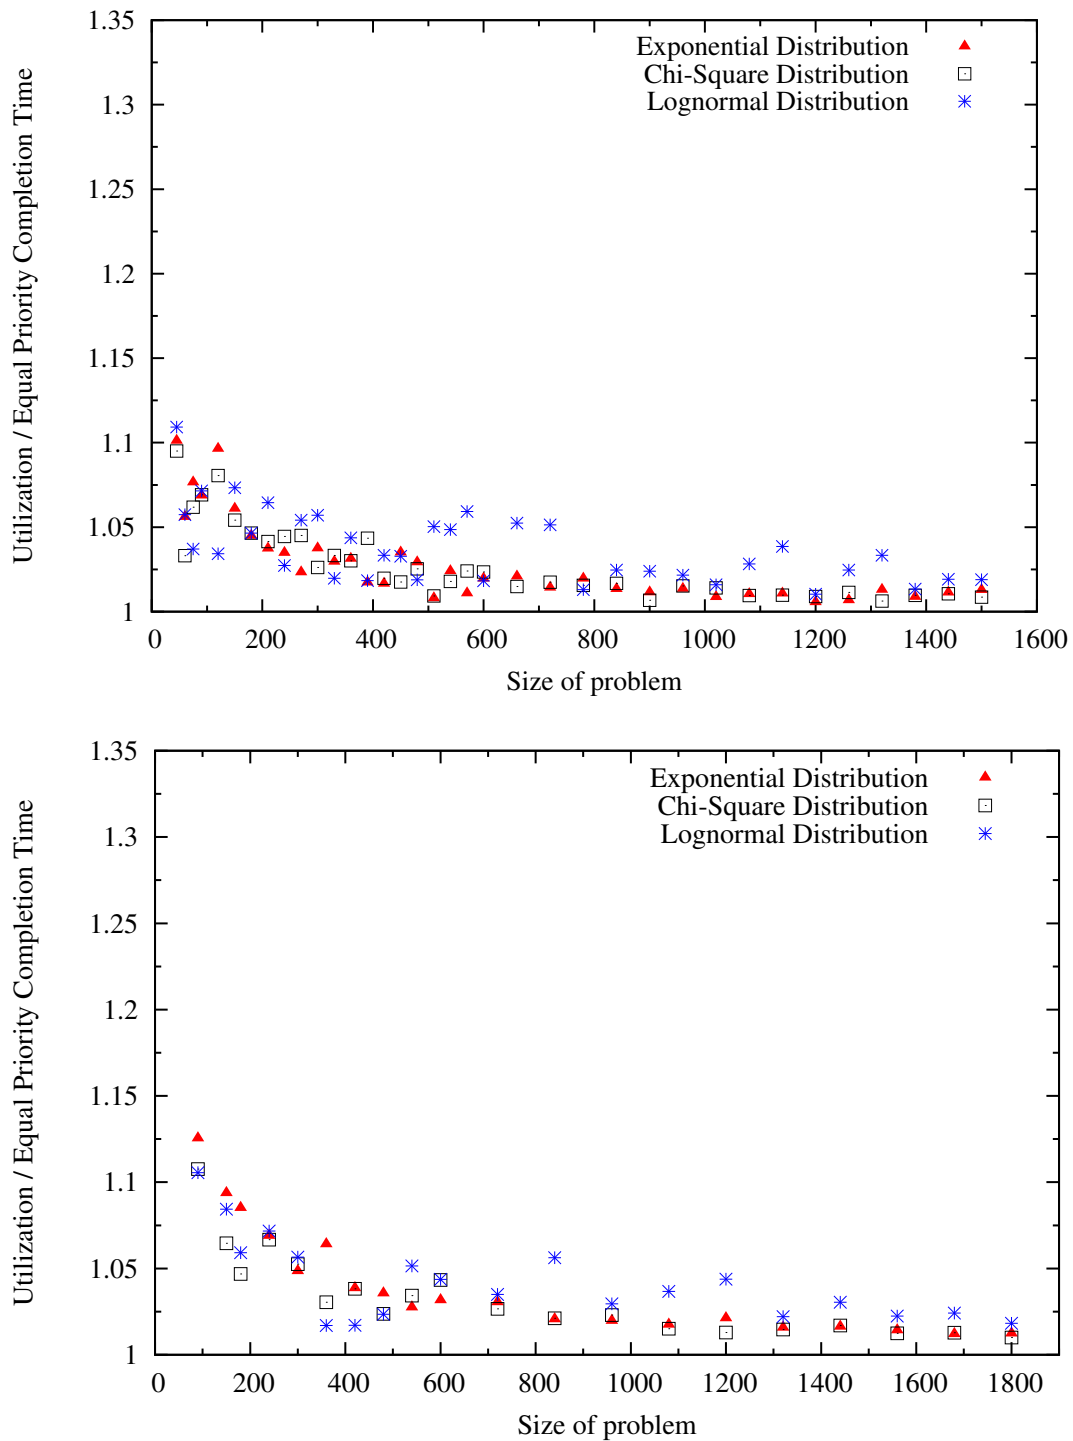 1.35
1.3
1.25
1.2
1.15
1.1
1.05
1
Utilization / Equal Priority Completion Time
Exponential Distribution
Chi-Square Distribution
Lognormal Distribution
0 200 400 600 800 1000 1200 1400 1600
Size of problem
1.35
1.3
1.25
1.2
1.15
1.1
1.05
1
Utilization / Equal Priority Completion Time
Exponential Distribution
Chi-Square Distribution
Lognormal Distribution
0 200 400 600 800 1000 1200 1400 1600 1800
Size of problem